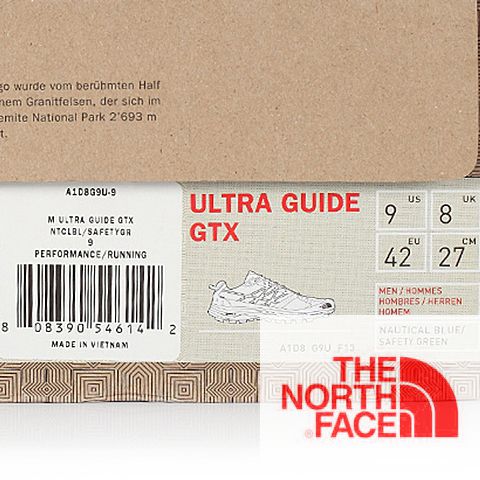 go wurde vom berühmten Half
hem Granitfelsen, der sich im
emite National Park 2'693 m
t.
A1D8G9U-9
M ULTRA GUIDE GTX
NTCLBL/SAFETYGR
9
PERFORMANCE/RUNNING
8 08390 54614 2
MADE IN VIETNAM
ULTRA GUIDE
GTX
9 US 8 UK
42 EU 27 CM
MEN / HOMMES
HOMBRES / HERREN
HOMEM
NAUTICAL BLUE/
SAFETY GREEN
A1D8 G9U F13
THE
NORTH
FACE